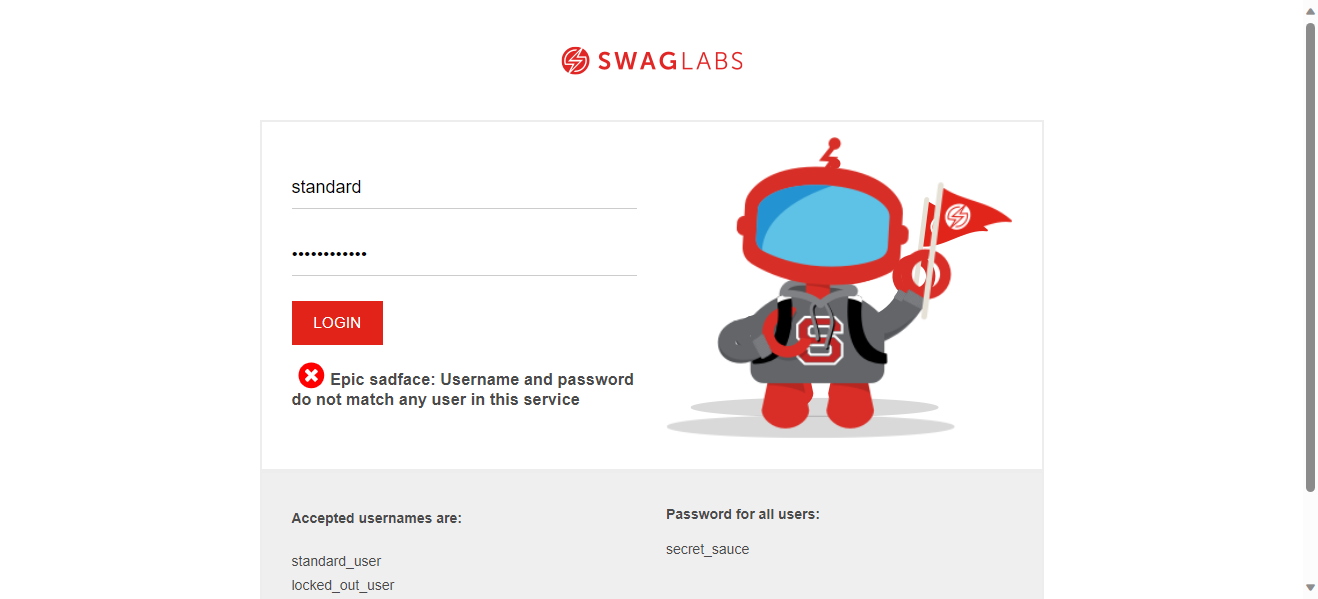 SWAGLABS
standard
••••••••••••
LOGIN
Epic sadface: Username and password
do not match any user in this service
S
Accepted usernames are:
standard_user
locked_out_user
Password for all users:
secret_sauce